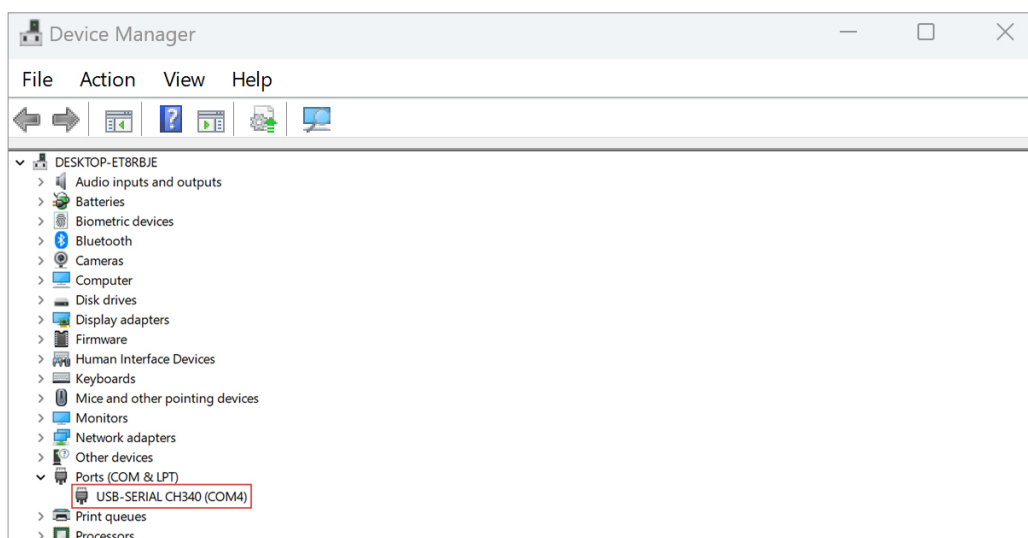 Device Manager
File Action View Help
DESKTOP-ET8RBJE
Audio inputs and outputs
Batteries
Biometric devices
Bluetooth
Cameras
Computer
Disk drives
Display adapters
Firmware
Human Interface Devices
Keyboards
Mice and other pointing devices
Monitors
Network adapters
Other devices
Ports (COM & LPT)
USB-SERIAL CH340 (COM4)
Print queues
Processors